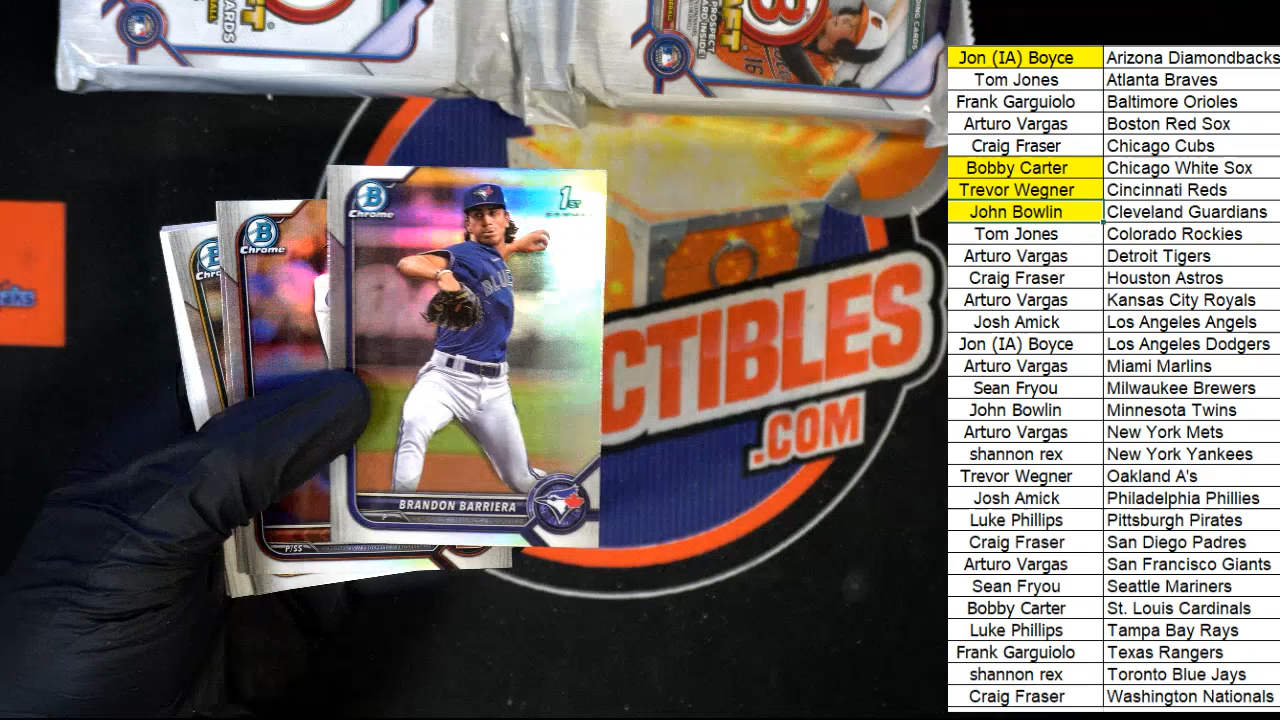 PROSPECT
CARD INSIDE!
16
Chrome
Chrome
1ST
BLUE
BRANDON BARRIERA
P
P/SS
CTIBLES
.COM
Jon (IA) Boyce Arizona Diamondbacks
Tom Jones Atlanta Braves
Frank Garguiolo Baltimore Orioles
Arturo Vargas Boston Red Sox
Craig Fraser Chicago Cubs
Bobby Carter Chicago White Sox
Trevor Wegner Cincinnati Reds
John Bowlin Cleveland Guardians
Tom Jones Colorado Rockies
Arturo Vargas Detroit Tigers
Craig Fraser Houston Astros
Arturo Vargas Kansas City Royals
Josh Amick Los Angeles Angels
Jon (IA) Boyce Los Angeles Dodgers
Arturo Vargas Miami Marlins
Sean Fryou Milwaukee Brewers
John Bowlin Minnesota Twins
Arturo Vargas New York Mets
shannon rex New York Yankees
Trevor Wegner Oakland A's
Josh Amick Philadelphia Phillies
Luke Phillips Pittsburgh Pirates
Craig Fraser San Diego Padres
Arturo Vargas San Francisco Giants
Sean Fryou Seattle Mariners
Bobby Carter St. Louis Cardinals
Luke Phillips Tampa Bay Rays
Frank Garguiolo Texas Rangers
shannon rex Toronto Blue Jays
Craig Fraser Washington Nationals